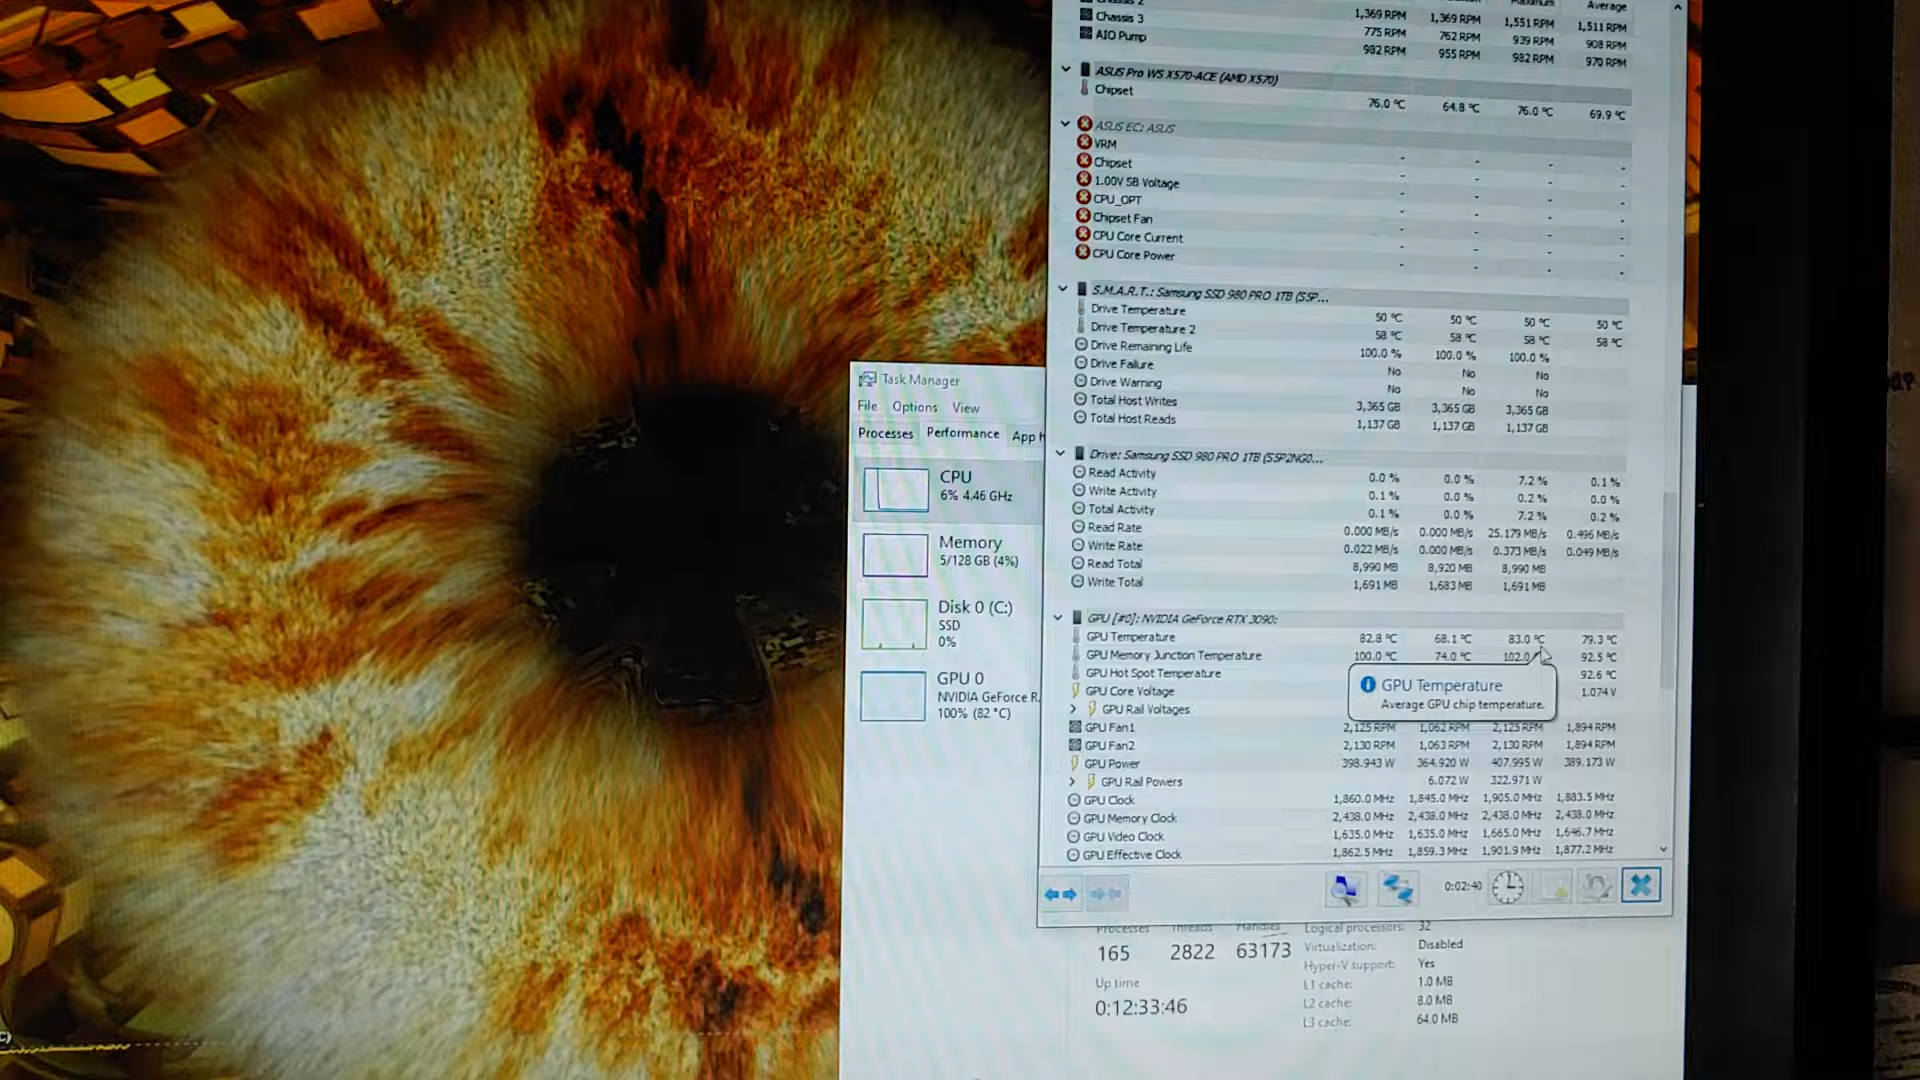 Maximum Average
Chassis 2 1,369 RPM 1,369 RPM 1,551 RPM 1,511 RPM
Chassis 3 775 RPM 762 RPM 939 RPM 908 RPM
AIO Pump 982 RPM 955 RPM 982 RPM 970 RPM
ASUS Pro WS X570-ACE (AMD X570)
Chipset 76.0 °C 64.8 °C 76.0 °C 69.9 °C
ASUS EC: ASUS
VRM - - - -
Chipset - - - -
1.00V SB Voltage - - - -
CPU_OPT - - - -
Chipset Fan - - - -
CPU Core Current - - - -
CPU Core Power - - - -
S.M.A.R.T.: Samsung SSD 980 PRO 1TB (S5P...
Drive Temperature 50 °C 50 °C 50 °C 50 °C
Drive Temperature 2 58 °C 58 °C 58 °C 58 °C
Drive Remaining Life 100.0 % 100.0 % 100.0 %
Drive Failure No No No
Drive Warning No No No
Total Host Writes 3,365 GB 3,365 GB 3,365 GB
Total Host Reads 1,137 GB 1,137 GB 1,137 GB
Drive: Samsung SSD 980 PRO 1TB (S5P2NG0...
Read Activity 0.0 % 0.0 % 7.2 % 0.1 %
Write Activity 0.1 % 0.0 % 0.2 % 0.0 %
Total Activity 0.1 % 0.0 % 7.2 % 0.2 %
Read Rate 0.000 MB/s 0.000 MB/s 25.179 MB/s 0.496 MB/s
Write Rate 0.022 MB/s 0.000 MB/s 0.373 MB/s 0.049 MB/s
Read Total 8,990 MB 8,920 MB 8,990 MB
Write Total 1,691 MB 1,683 MB 1,691 MB
GPU [#0]: NVIDIA GeForce RTX 3090:
GPU Temperature 82.8 °C 68.1 °C 83.0 °C 79.3 °C
GPU Memory Junction Temperature 100.0 °C 74.0 °C 102.0 92.5 °C
GPU Hot Spot Temperature 92.6 °C
GPU Core Voltage 1.074 V
GPU Rail Voltages
GPU Temperature
Average GPU chip temperature.
GPU Fan1 2,125 RPM 1,062 RPM 2,125 RPM 1,894 RPM
GPU Fan2 2,130 RPM 1,063 RPM 2,130 RPM 1,894 RPM
GPU Power 398.943 W 364.920 W 407.995 W 389.173 W
GPU Rail Powers 6.072 W 322.971 W
GPU Clock 1,860.0 MHz 1,845.0 MHz 1,905.0 MHz 1,883.5 MHz
GPU Memory Clock 2,438.0 MHz 2,438.0 MHz 2,438.0 MHz 2,438.0 MHz
GPU Video Clock 1,635.0 MHz 1,635.0 MHz 1,665.0 MHz 1,646.7 MHz
GPU Effective Clock 1,862.5 MHz 1,859.3 MHz 1,901.9 MHz 1,877.2 MHz
0:02:40
Task Manager
File Options View
Processes Performance App h
CPU
6% 4.46 GHz
Memory
5/128 GB (4%)
Disk 0 (C:)
SSD
0%
GPU 0
NVIDIA GeForce R.
100% (82 °C)
Processes Threads Handles
165 2822 63173
Up time
0:12:33:46
Logical processors: 32
Virtualization: Disabled
Hyper-V support: Yes
L1 cache: 1.0 MB
L2 cache: 8.0 MB
L3 cache: 64.0 MB